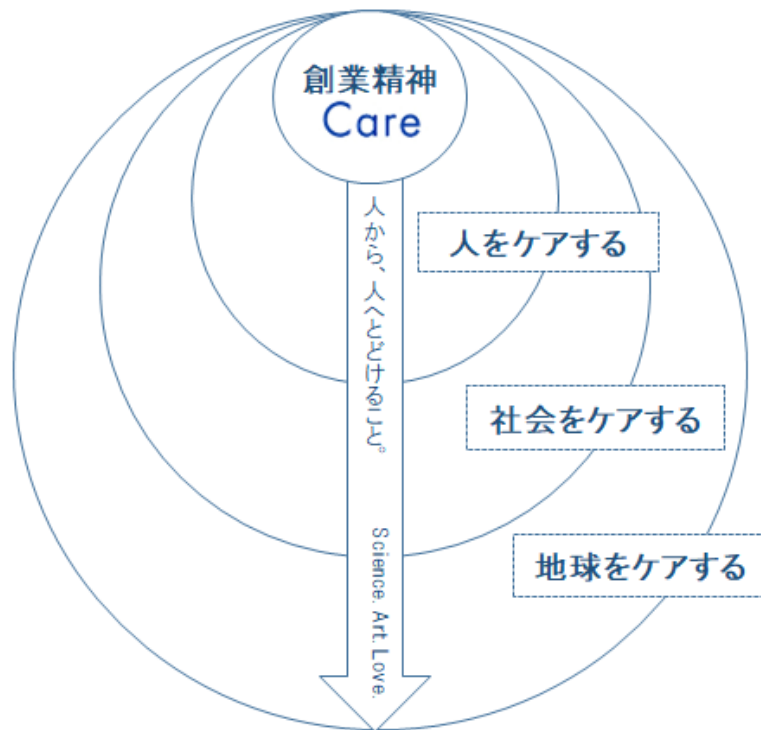 創業精神
Care
人から、人へとどけること。
Science. Art. Love.
人をケアする
社会をケアする
地球をケアする